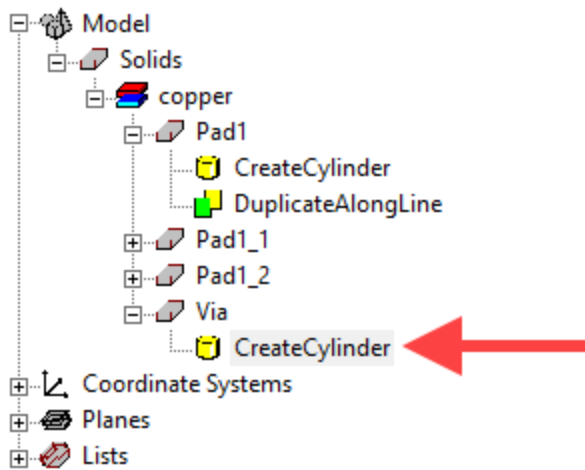 Model
Solids
copper
Pad1
CreateCylinder
DuplicateAlongLine
Pad1_1
Pad1_2
Via
CreateCylinder
Coordinate Systems
Planes
Lists